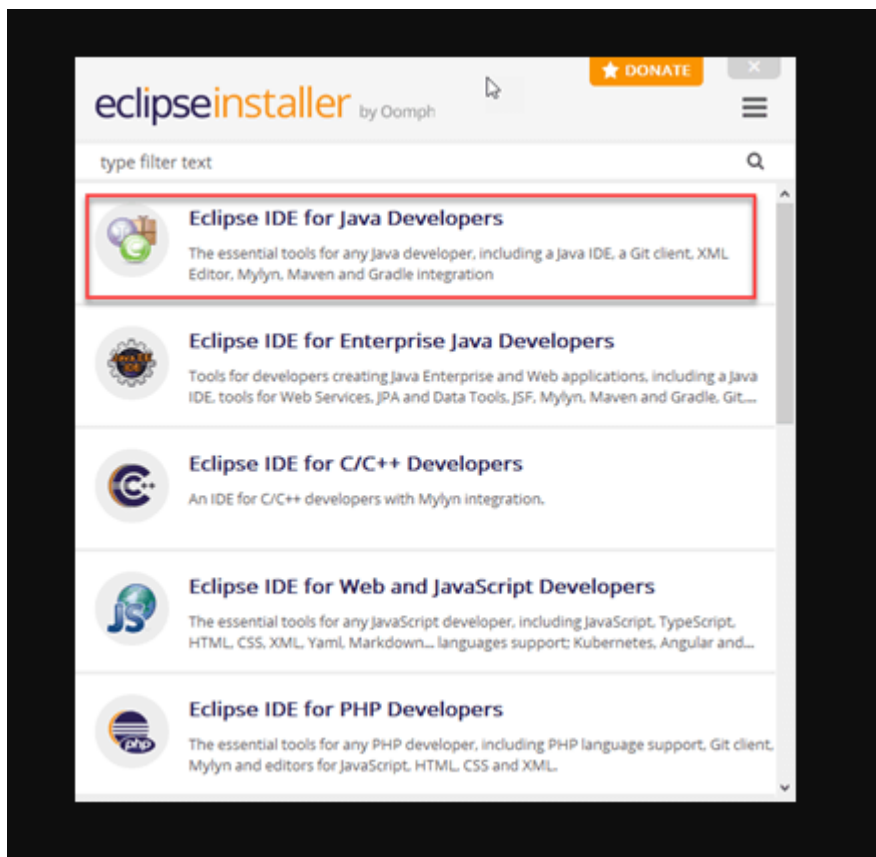 DONATE
eclipseinstaller by Oomph
type filter text
Eclipse IDE for Java Developers
The essential tools for any Java developer, including a Java IDE, a Git client, XML
Editor, Mylyn, Maven and Gradle integration
Eclipse IDE for Enterprise Java Developers
Tools for developers creating Java Enterprise and Web applications, including a Java
IDE, tools for Web Services, JPA and Data Tools, JSF, Mylyn, Maven and Gradle, Git,...
Eclipse IDE for C/C++ Developers
An IDE for C/C++ developers with Mylyn integration.
Eclipse IDE for Web and JavaScript Developers
JS
The essential tools for any JavaScript developer, including JavaScript, TypeScript,
HTML, CSS, XML, Yaml, Markdown... languages support; Kubernetes, Angular and...
Eclipse IDE for PHP Developers
php
The essential tools for any PHP developer, including PHP language support, Git client,
Mylyn and editors for JavaScript, HTML, CSS and XML.